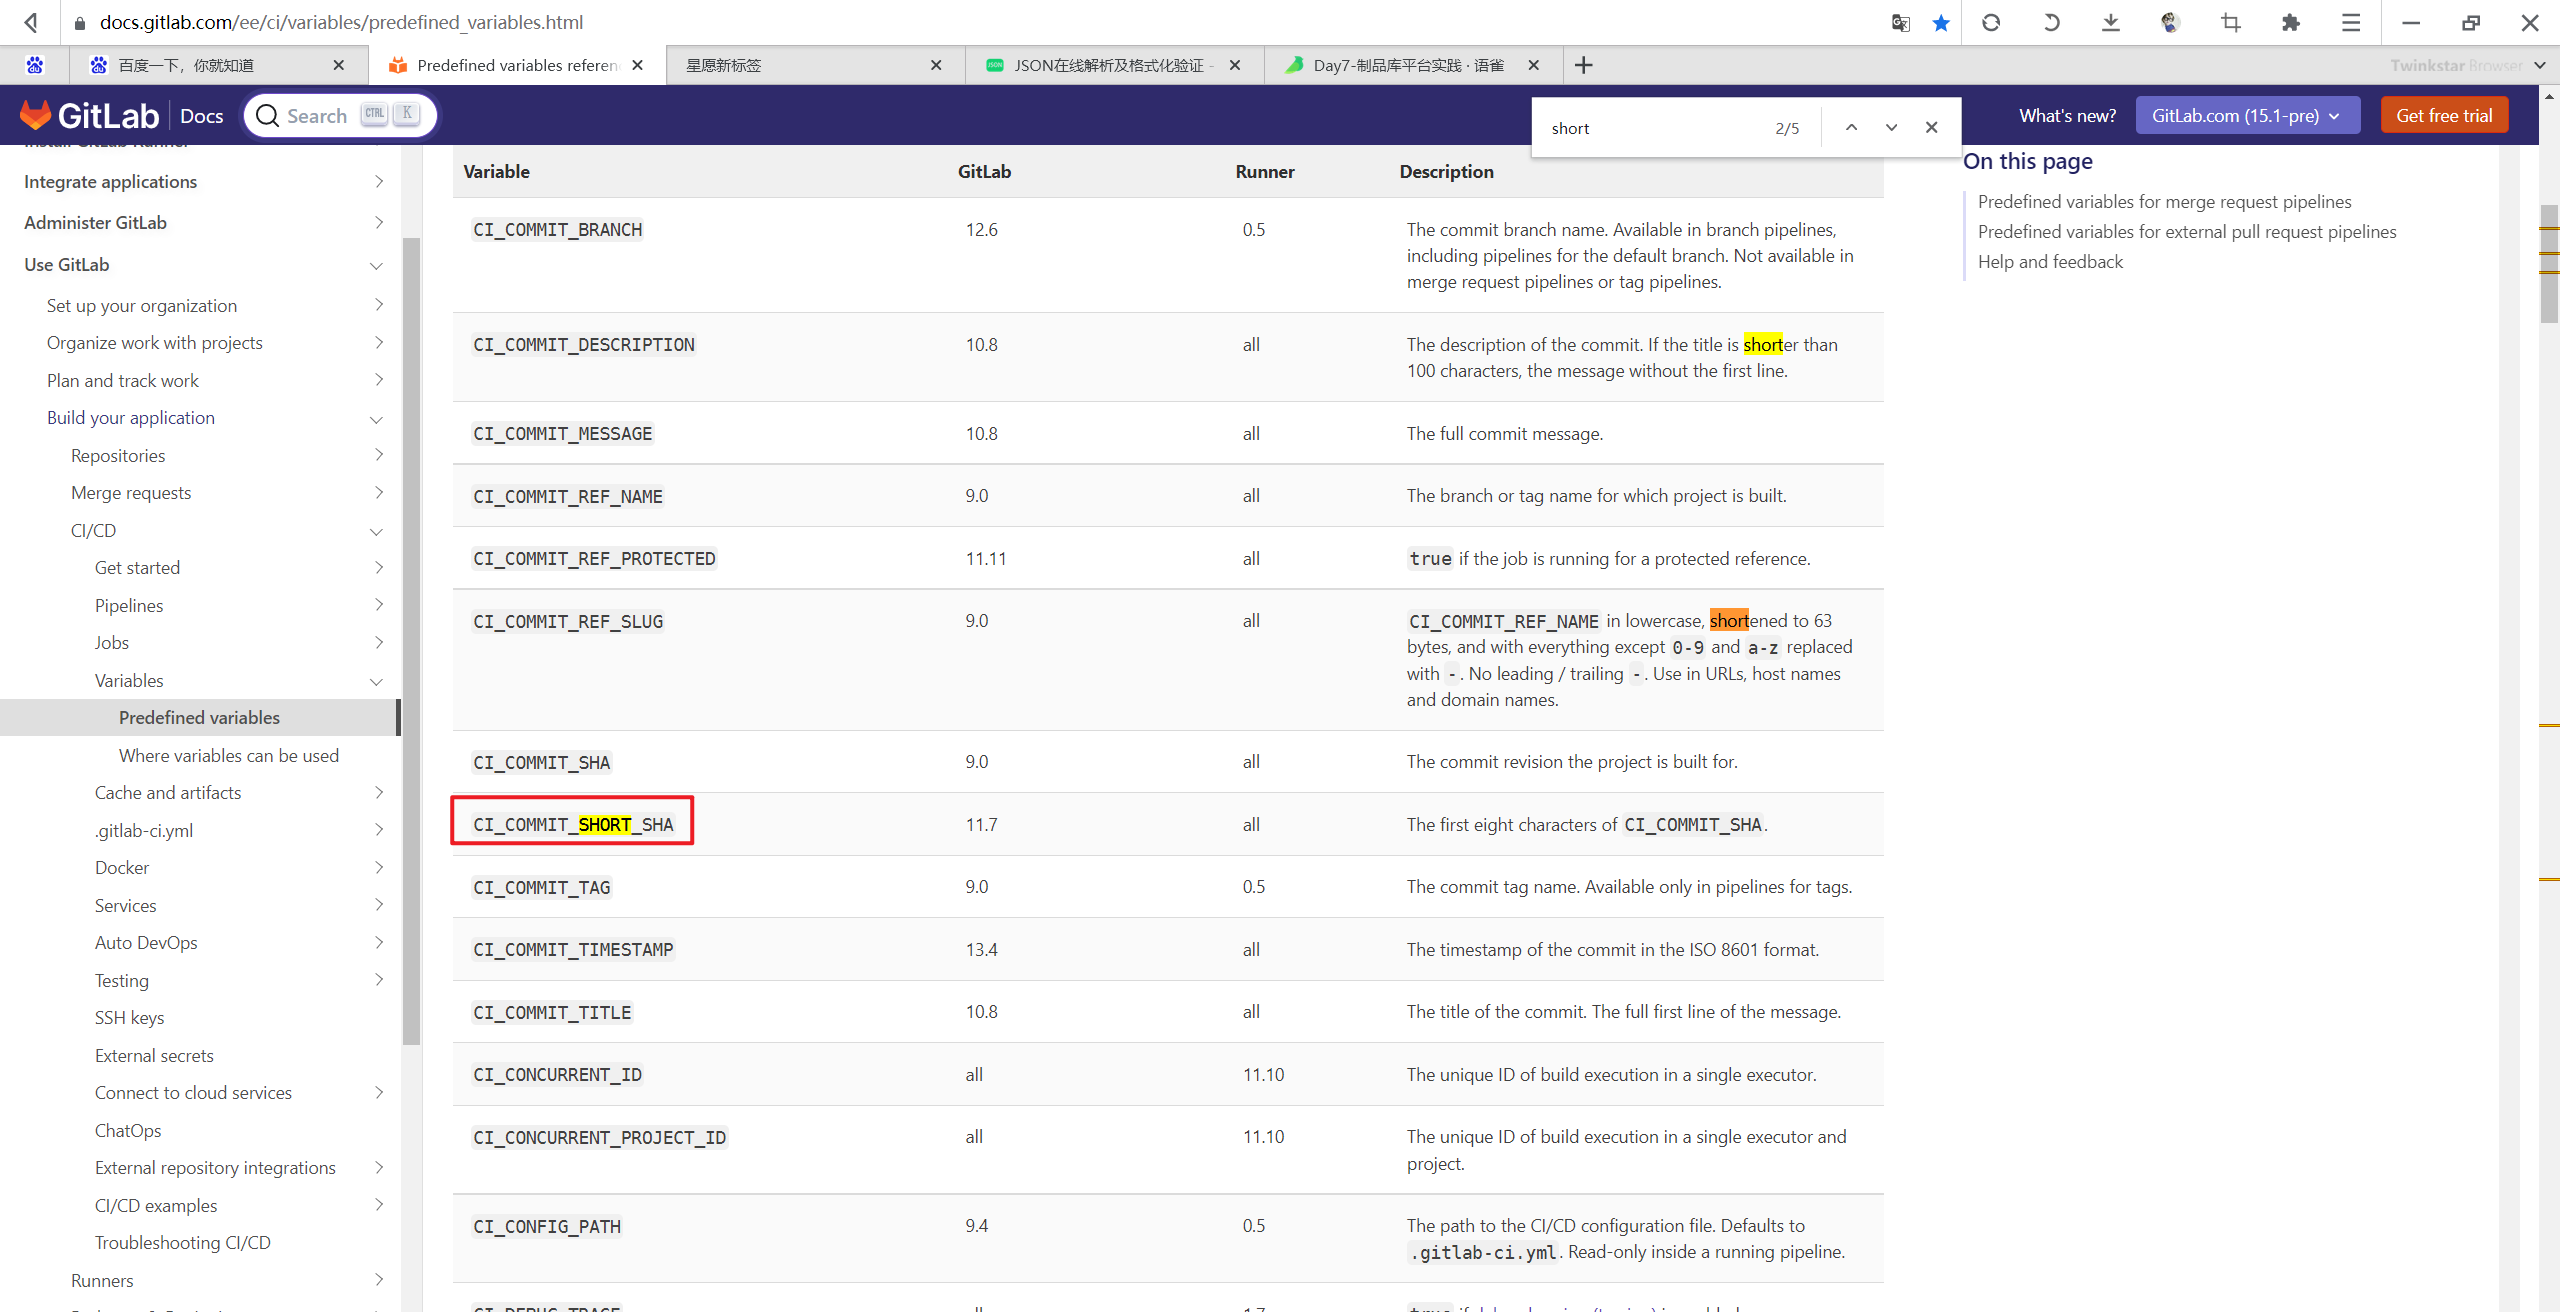 docs.gitlab.com/ee/ci/variables/predefined_variables.html
百度一下，你就知道
Predefined variables referen
星愿新标签
JSON在线解析及格式化验证 -
Day7-制品库平台实践 · 语雀
Twinkstar Browser
GitLab Docs
Search CTRL K
short 2/5
What's new?
GitLab.com (15.1-pre)
Get free trial
Install GitLab Runner
Integrate applications
Administer GitLab
Use GitLab
Set up your organization
Organize work with projects
Plan and track work
Build your application
Repositories
Merge requests
CI/CD
Get started
Pipelines
Jobs
Variables
Predefined variables
Where variables can be used
Cache and artifacts
.gitlab-ci.yml
Docker
Services
Auto DevOps
Testing
SSH keys
External secrets
Connect to cloud services
ChatOps
External repository integrations
CI/CD examples
Troubleshooting CI/CD
Runners
Variable GitLab Runner Description
CI_COMMIT_BRANCH 12.6 0.5 The commit branch name. Available in branch pipelines,
including pipelines for the default branch. Not available in
merge request pipelines or tag pipelines.
CI_COMMIT_DESCRIPTION 10.8 all The description of the commit. If the title is shorter than
100 characters, the message without the first line.
CI_COMMIT_MESSAGE 10.8 all The full commit message.
CI_COMMIT_REF_NAME 9.0 all The branch or tag name for which project is built.
CI_COMMIT_REF_PROTECTED 11.11 all true if the job is running for a protected reference.
CI_COMMIT_REF_SLUG 9.0 all CI_COMMIT_REF_NAME in lowercase, shortened to 63
bytes, and with everything except 0-9 and a-z replaced
with -. No leading / trailing -. Use in URLs, host names
and domain names.
CI_COMMIT_SHA 9.0 all The commit revision the project is built for.
CI_COMMIT_SHORT_SHA 11.7 all The first eight characters of CI_COMMIT_SHA.
CI_COMMIT_TAG 9.0 0.5 The commit tag name. Available only in pipelines for tags.
CI_COMMIT_TIMESTAMP 13.4 all The timestamp of the commit in the ISO 8601 format.
CI_COMMIT_TITLE 10.8 all The title of the commit. The full first line of the message.
CI_CONCURRENT_ID all 11.10 The unique ID of build execution in a single executor.
CI_CONCURRENT_PROJECT_ID all 11.10 The unique ID of build execution in a single executor and
project.
CI_CONFIG_PATH 9.4 0.5 The path to the CI/CD configuration file. Defaults to
.gitlab-ci.yml. Read-only inside a running pipeline.
CI_DEBUG_TRACE all 1.7
On this page
Predefined variables for merge request pipelines
Predefined variables for external pull request pipelines
Help and feedback